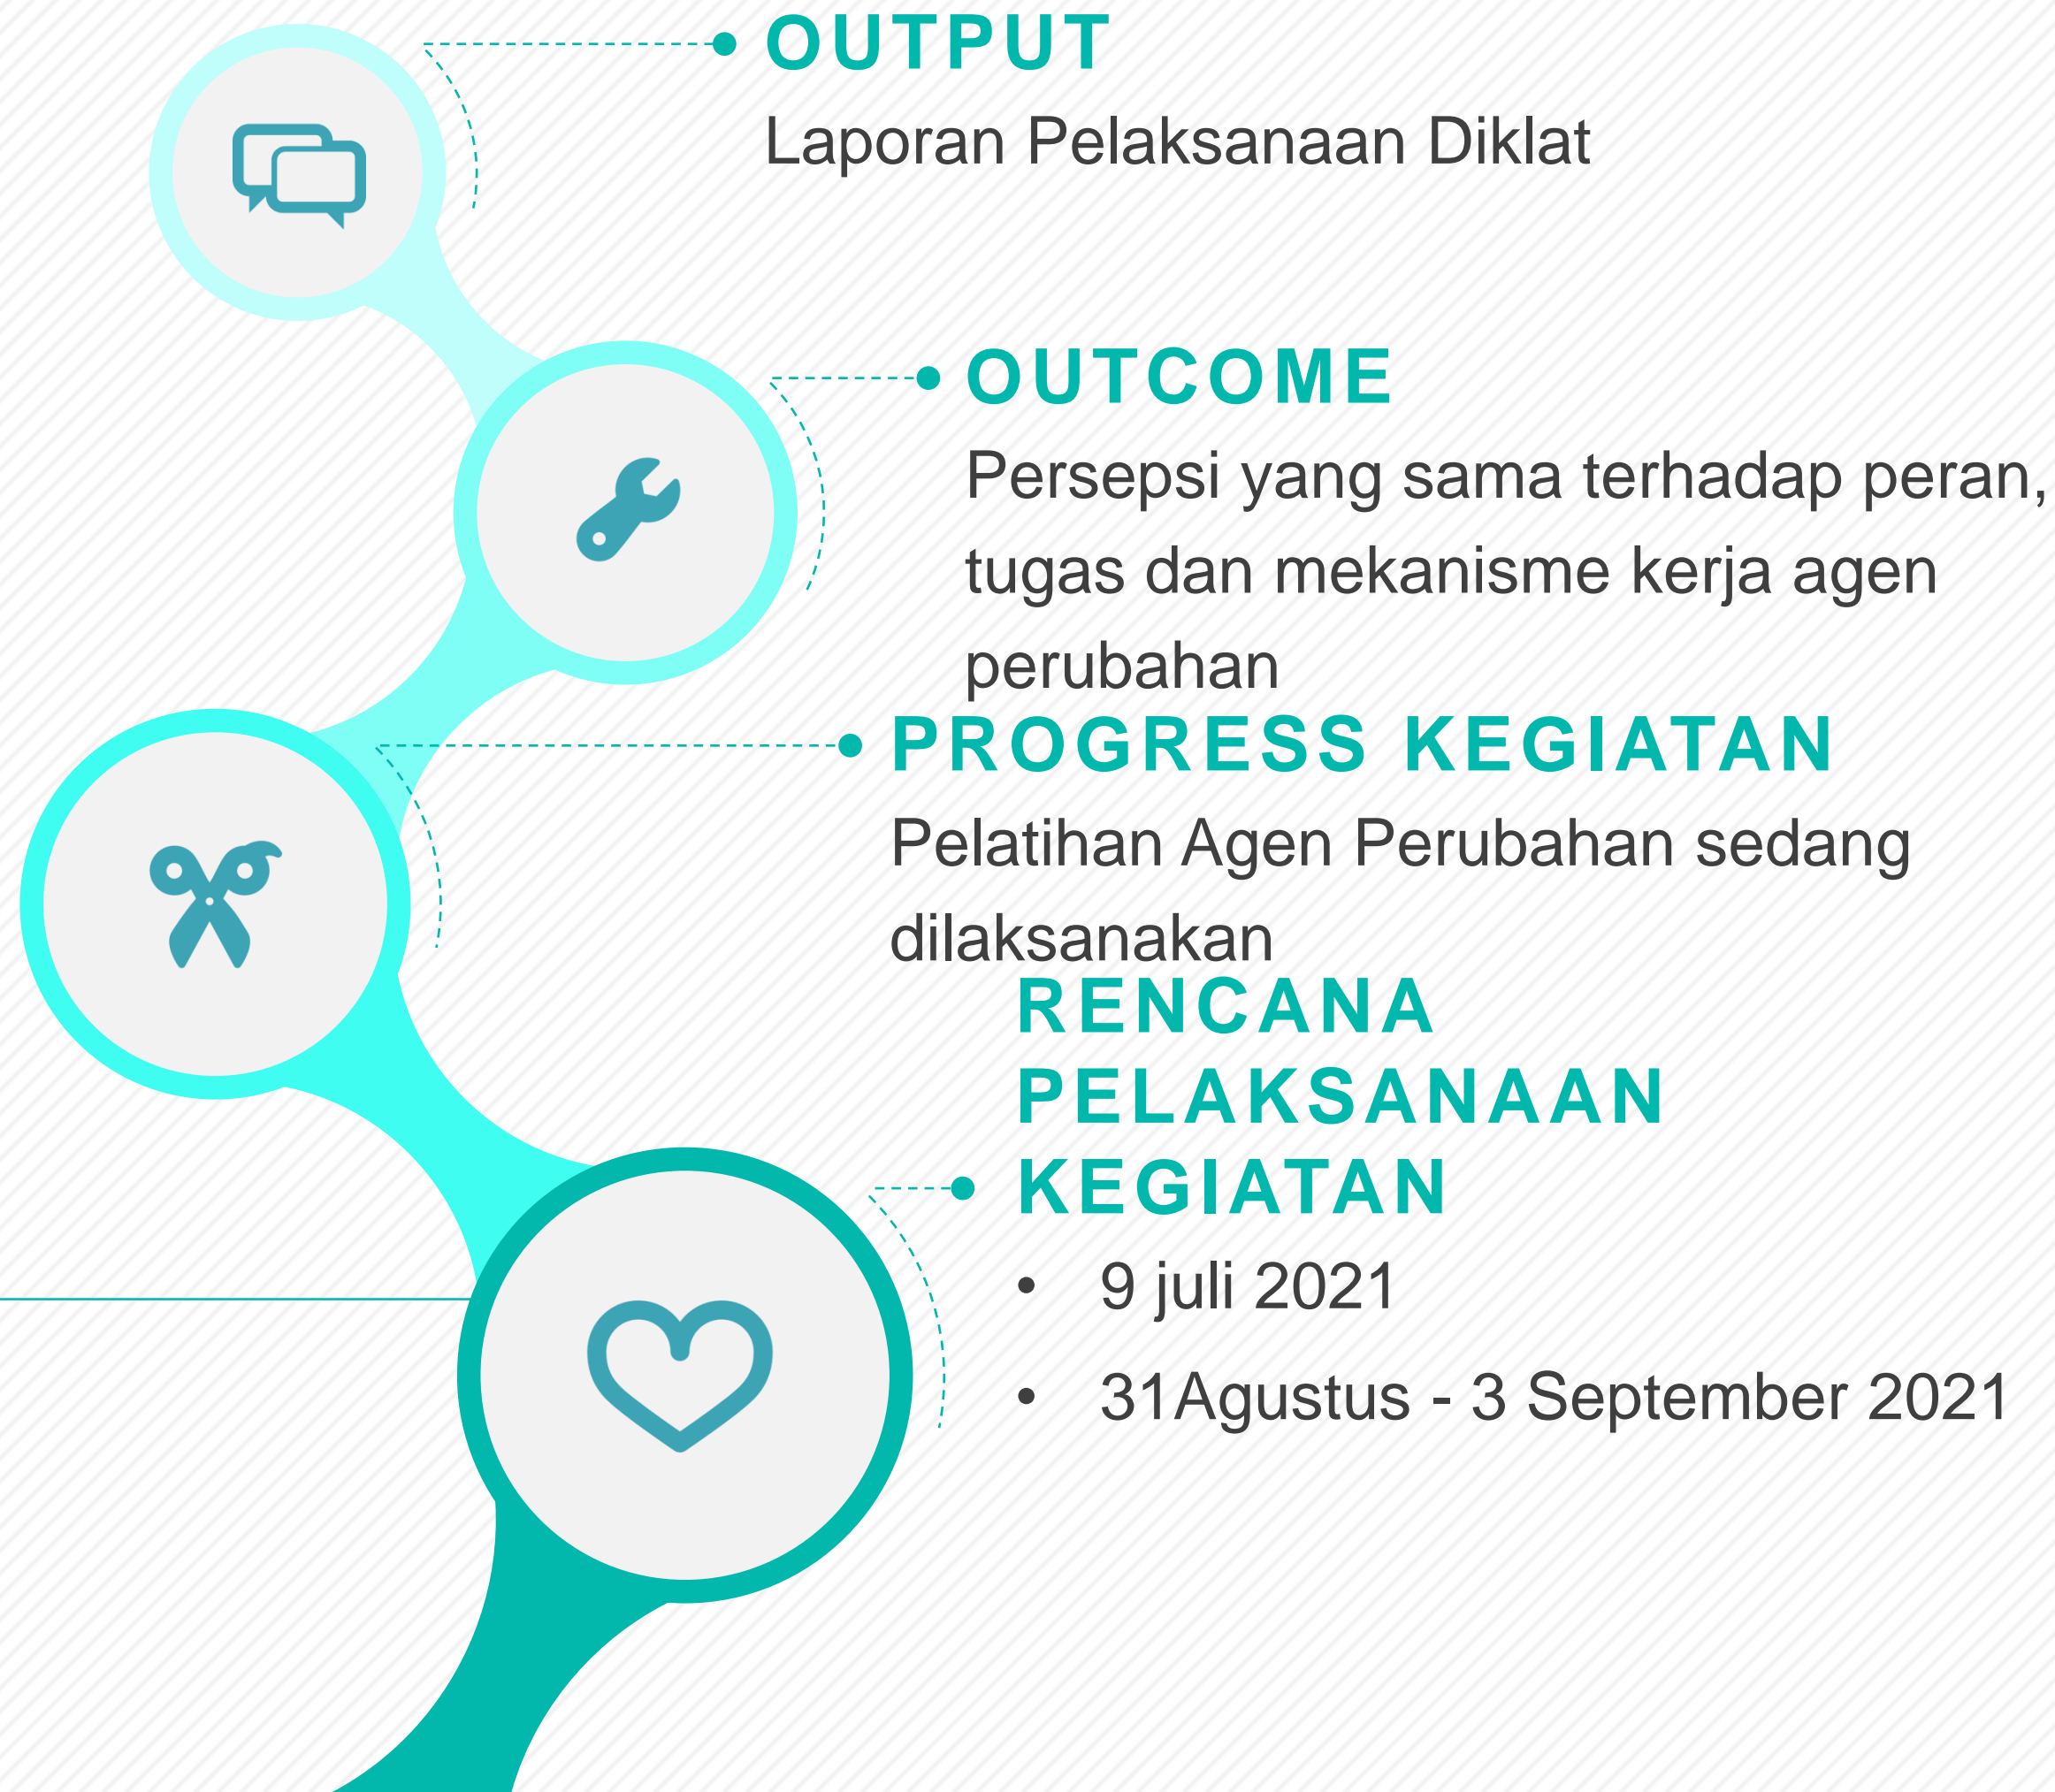 OUTPUT
Laporan Pelaksanaan Diklat
OUTCOME
Persepsi yang sama terhadap peran,
tugas dan mekanisme kerja agen
perubahan
PROGRESS KEGIATAN
Pelatihan Agen Perubahan sedang
dilaksanakan
RENCANA
PELAKSANAAN
KEGIATAN
• 9 juli 2021
• 31Agustus - 3 September 2021